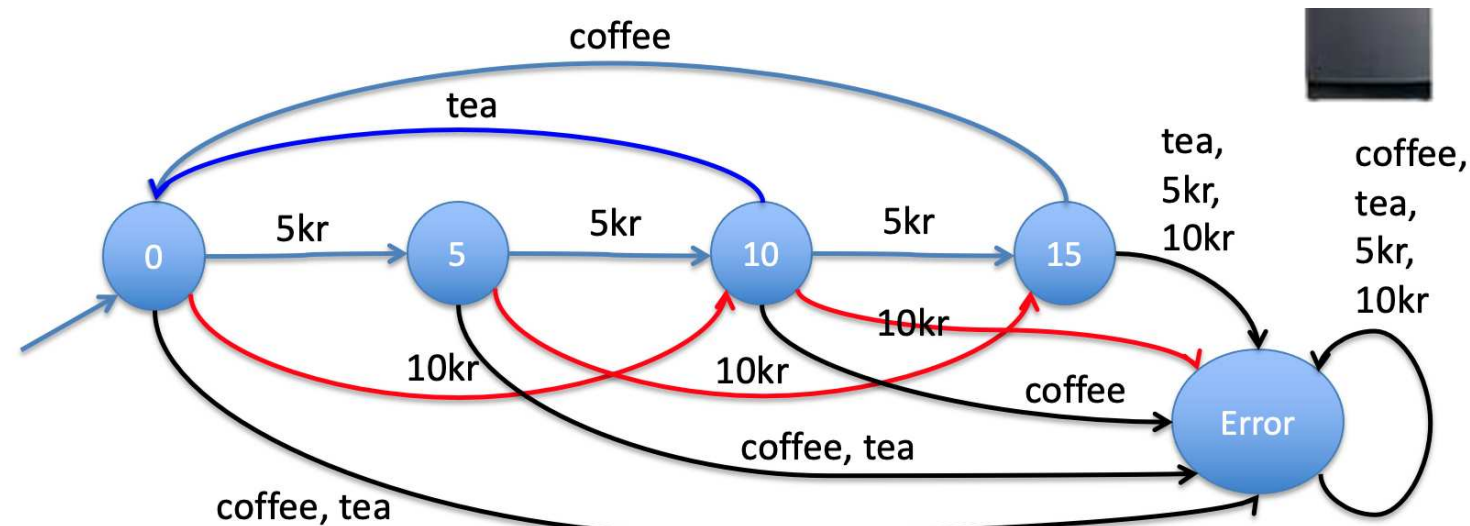 coffee
tea
tea,
5kr,
10kr
coffee,
tea,
5kr,
10kr
0
5kr
5
5kr
10
5kr
15
10kr
10kr
10kr
coffee
Error
coffee, tea
coffee, tea